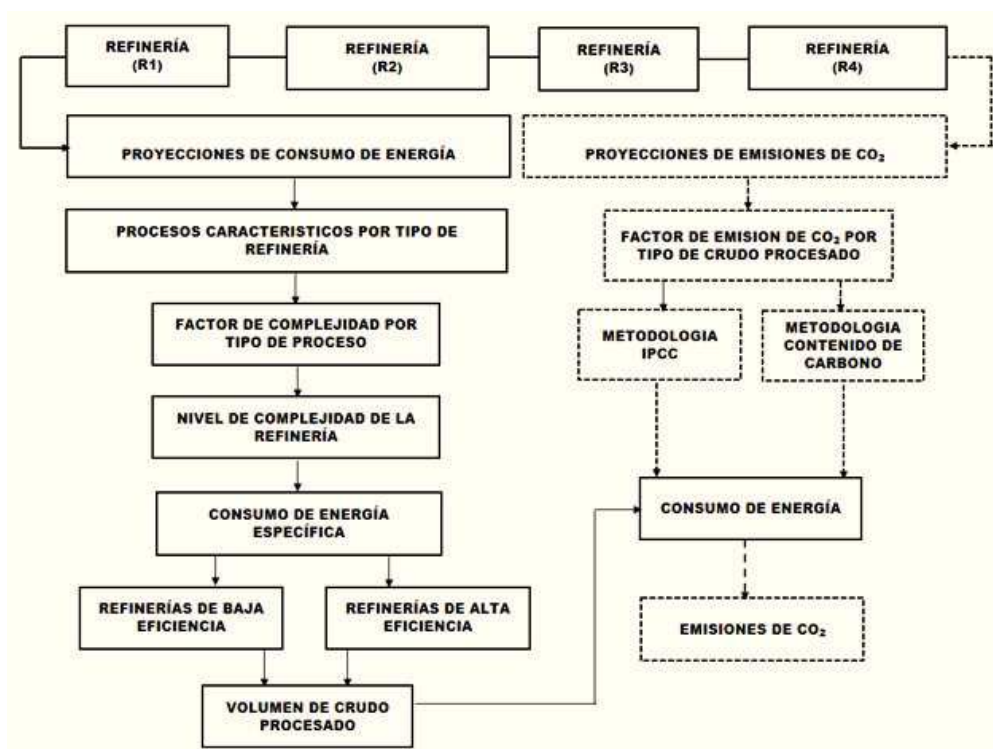 REFINERÍA
(R1)
REFINERÍA
(R2)
REFINERÍA
(R3)
REFINERÍA
(R4)
PROYECCIONES DE CONSUMO DE ENERGÍA
PROYECCIONES DE EMISIONES DE CO₂
PROCESOS CARACTERISTICOS POR TIPO DE
REFINERÍA
FACTOR DE EMISION DE CO₂ POR
TIPO DE CRUDO PROCESADO
FACTOR DE COMPLEJIDAD POR
TIPO DE PROCESO
METODOLOGIA
IPCC
METODOLOGIA
CONTENIDO DE
CARBONO
NIVEL DE COMPLEJIDAD DE LA
REFINERÍA
CONSUMO DE ENERGÍA
ESPECÍFICA
CONSUMO DE ENERGÍA
REFINERÍAS DE BAJA
EFICIENCIA
REFINERÍAS DE ALTA
EFICIENCIA
EMISIONES DE CO₂
VOLUMEN DE CRUDO
PROCESADO